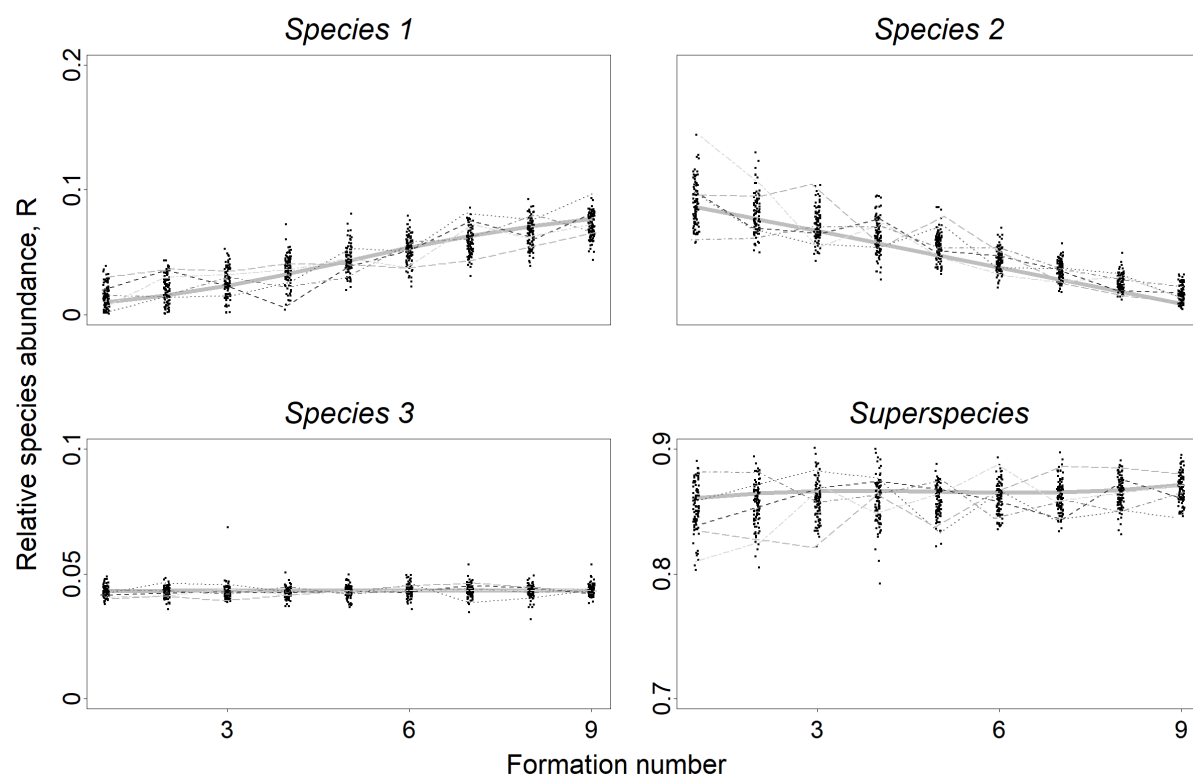 Species 1
Species 2
0.2
0.1
0
Species 3
Superspecies
0.1
0.05
0
0.9
0.8
0.7
Relative species abundance, R
3
6
9
3
6
9
Formation number